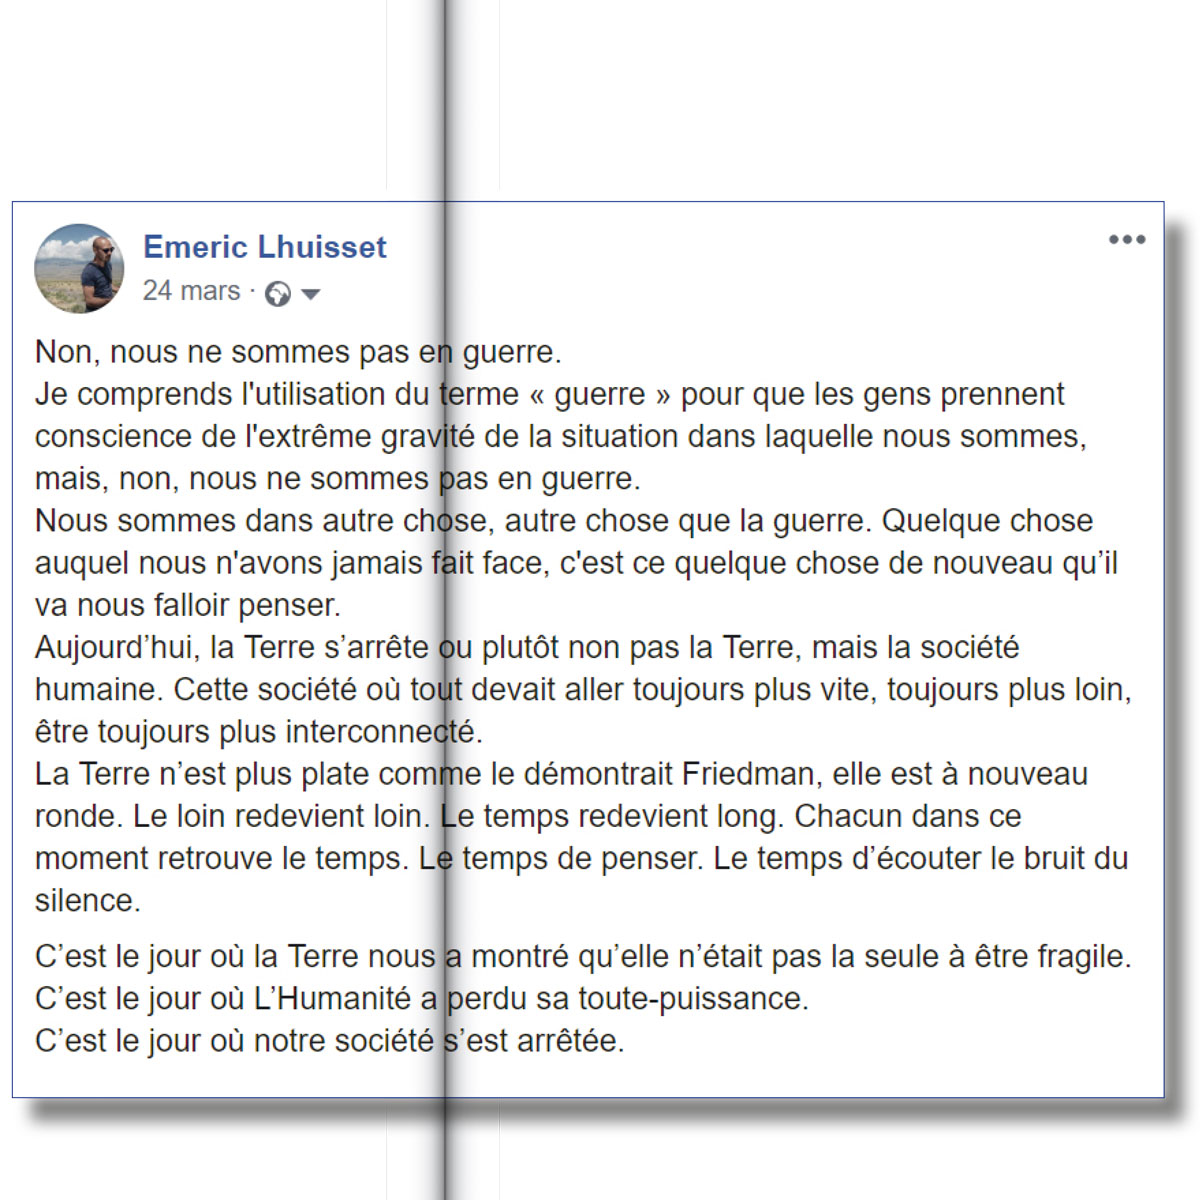 Emeric Lhuisset
24 mars ·
Non, nous ne sommes pas en guerre.
Je comprends l'utilisation du terme « guerre » pour que les gens prennent
conscience de l'extrême gravité de la situation dans laquelle nous sommes,
mais, non, nous ne sommes pas en guerre.
Nous sommes dans autre chose, autre chose que la guerre. Quelque chose
auquel nous n'avons jamais fait face, c'est ce quelque chose de nouveau qu’il
va nous falloir penser.
Aujourd’hui, la Terre s’arrête ou plutôt non pas la Terre, mais la société
humaine. Cette société où tout devait aller toujours plus vite, toujours plus loin,
être toujours plus interconnecté.
La Terre n’est plus plate comme le démontrait Friedman, elle est à nouveau
ronde. Le loin redevient loin. Le temps redevient long. Chacun dans ce
moment retrouve le temps. Le temps de penser. Le temps d’écouter le bruit du
silence.
C’est le jour où la Terre nous a montré qu’elle n’était pas la seule à être fragile.
C’est le jour où L’Humanité a perdu sa toute-puissance.
C’est le jour où notre société s’est arrêtée.